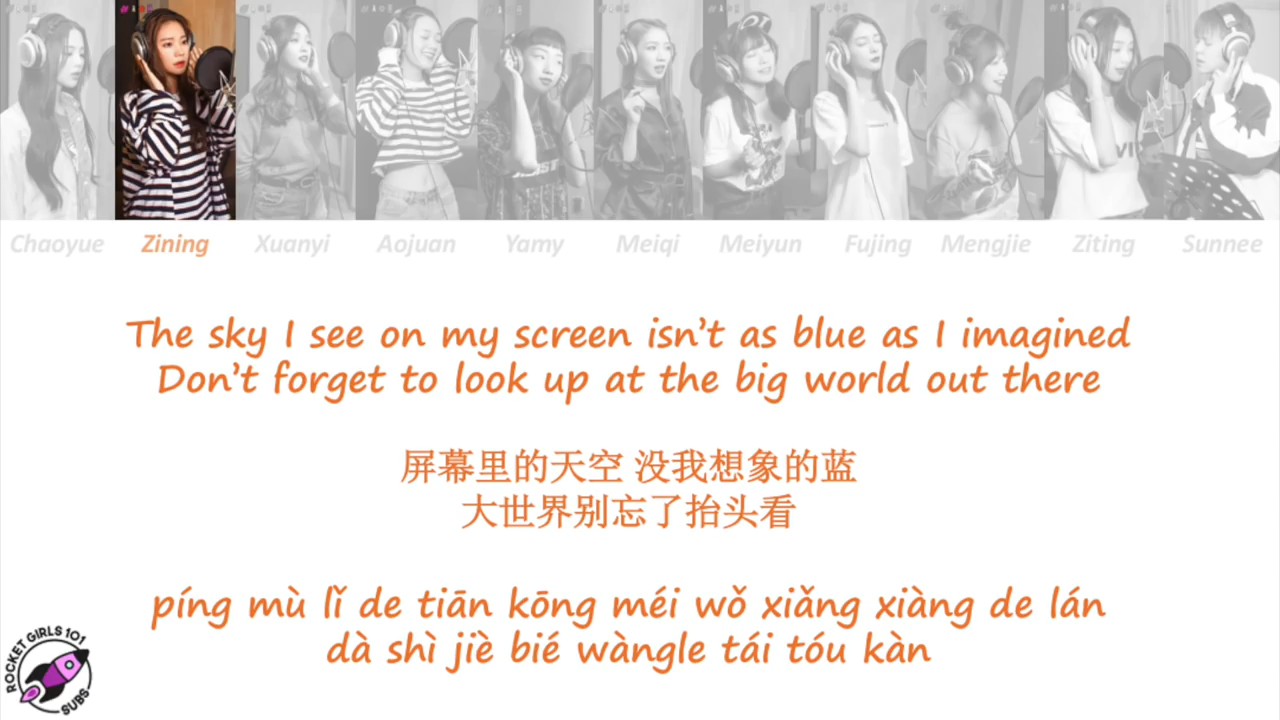 Chaoyue Zining Xuanyi Aojuan Yamy Meiqi Meiyun Fujing Mengjie Ziting Sunnee
The sky I see on my screen isn't as blue as I imagined
Don't forget to look up at the big world out there
屏幕里的天空 没我想象的蓝
大世界别忘了抬头看
píng mù lǐ de tiān kōng méi wǒ xiǎng xiàng de lán
dà shì jiè bié wàngle tái tóu kàn
ROCKET GIRLS 101
SUBS